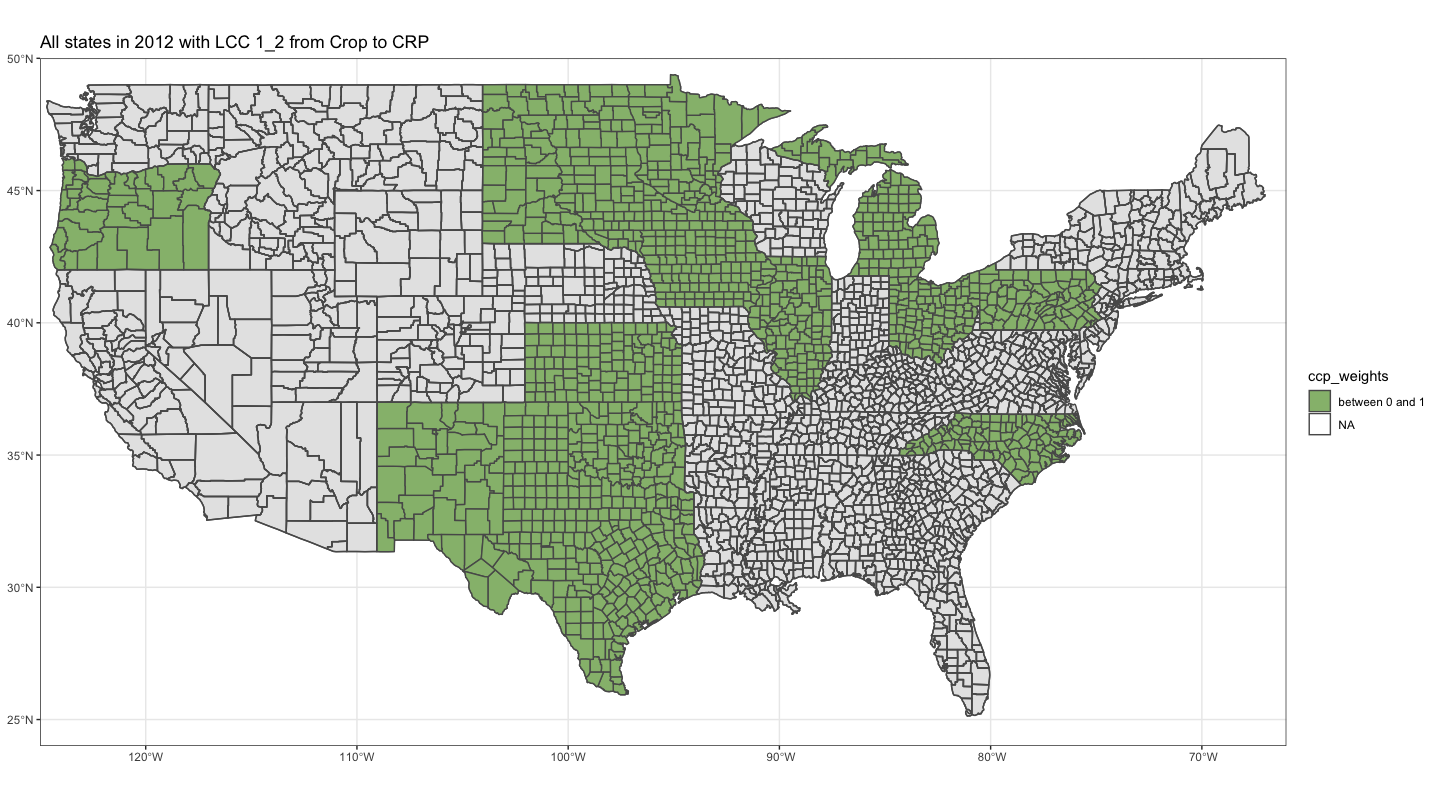 All states in 2012 with LCC 1_2 from Crop to CRP
50°N
45°N
40°N
35°N
30°N
25°N
120°W
110°W
100°W
90°W
80°W
70°W
ccp_weights
between 0 and 1
NA